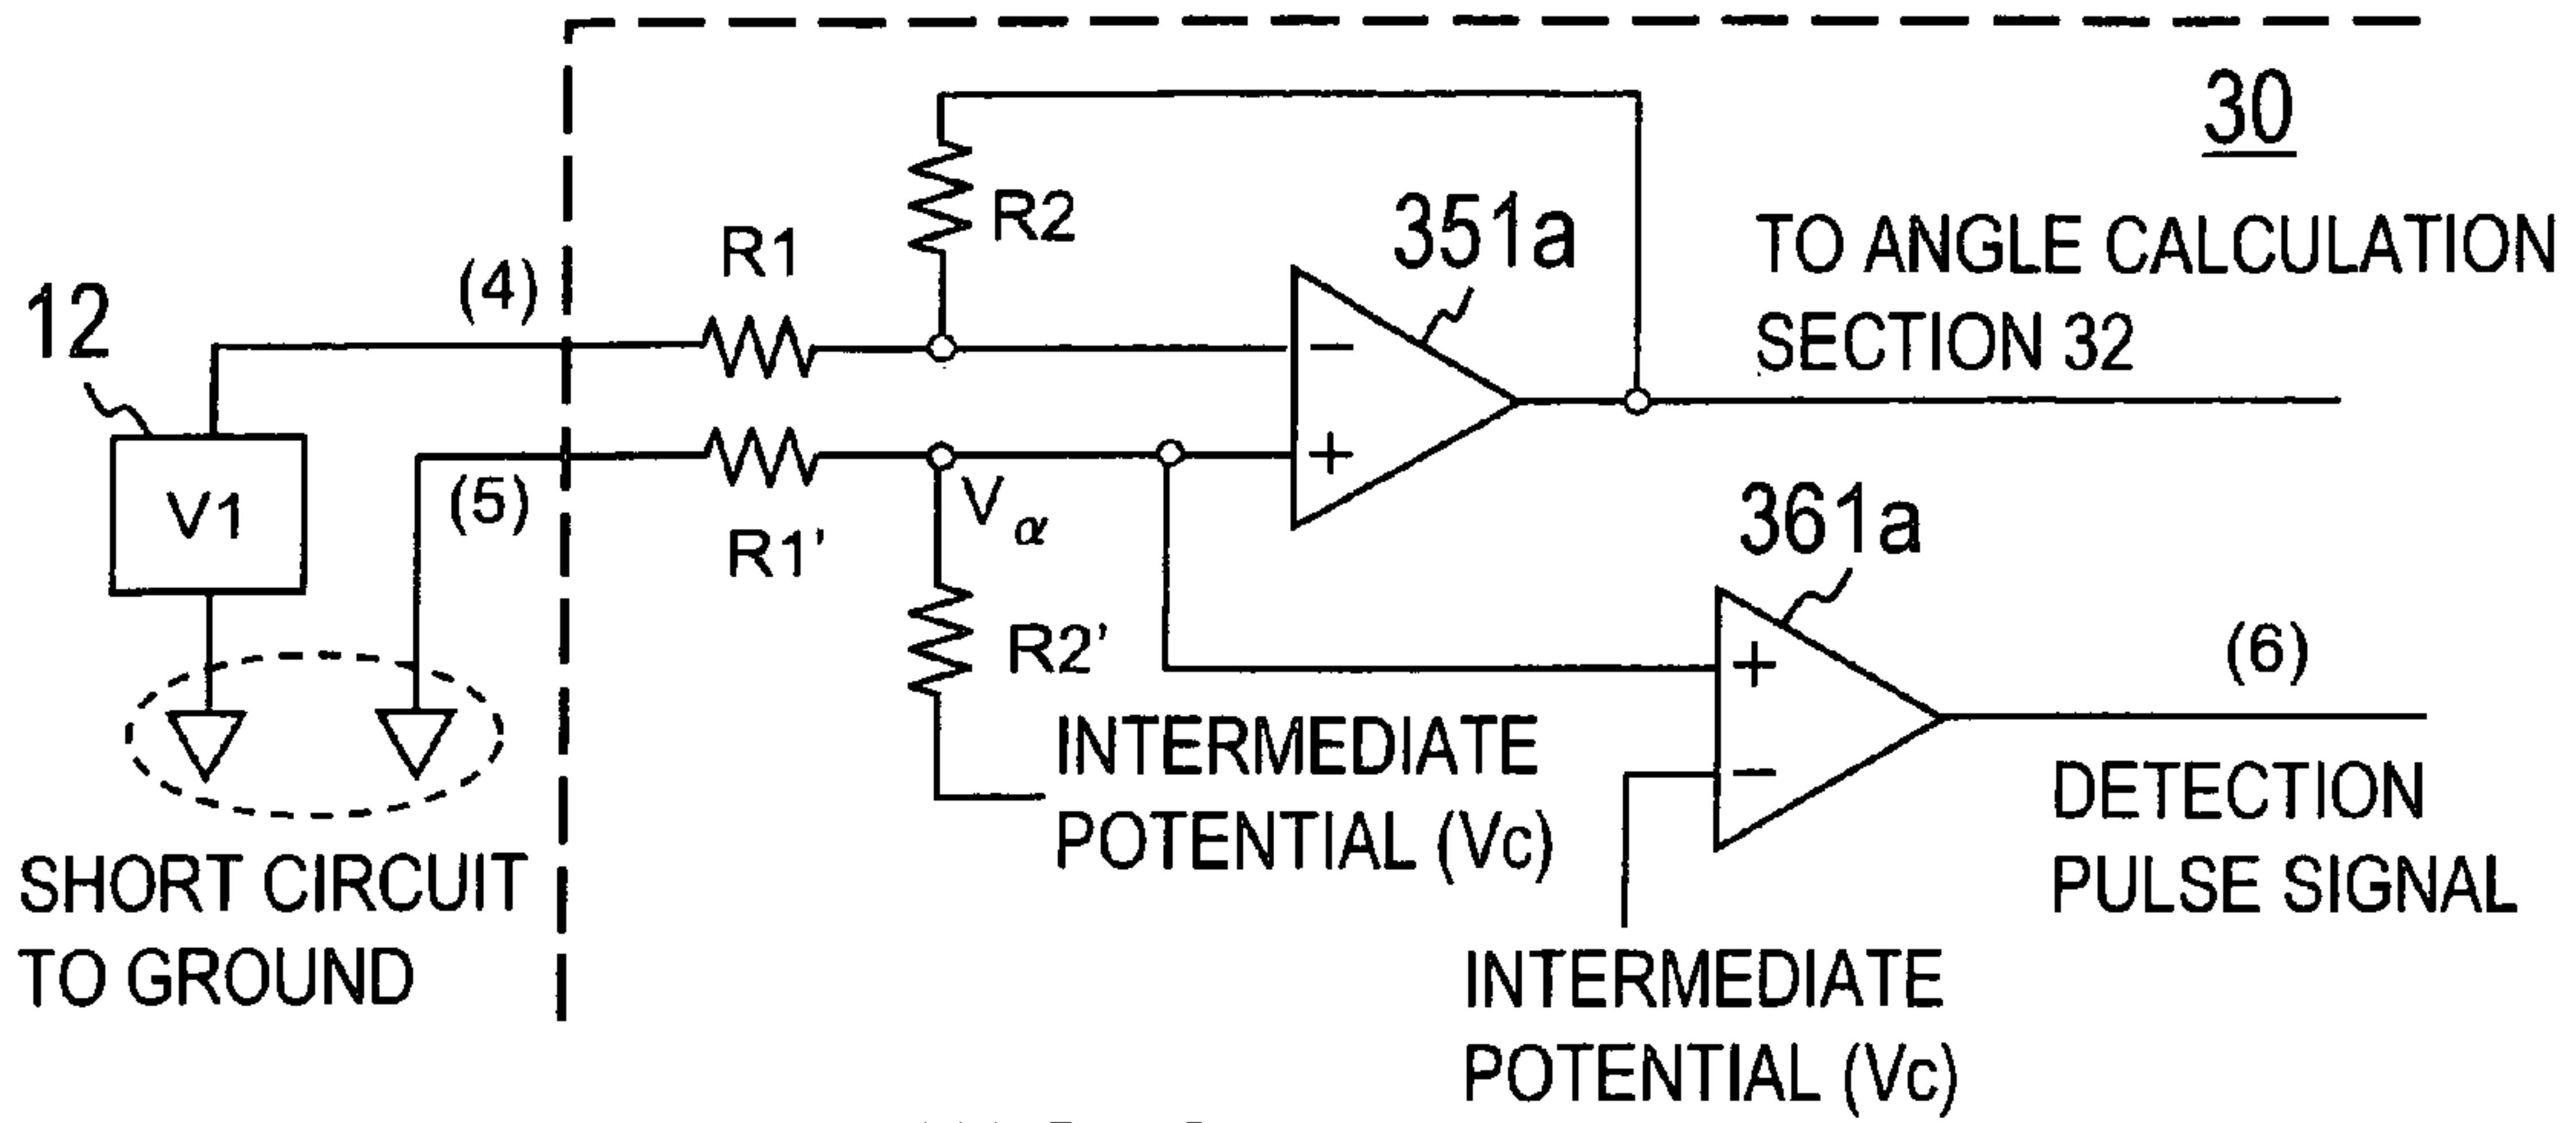 30
R2
351a
TO ANGLE CALCULATION
SECTION 32
R1
(4)
12
V1
(5)
R1'
Vα
361a
R2'
(6)
INTERMEDIATE
POTENTIAL (Vc)
DETECTION
PULSE SIGNAL
SHORT CIRCUIT
TO GROUND
INTERMEDIATE
POTENTIAL (Vc)